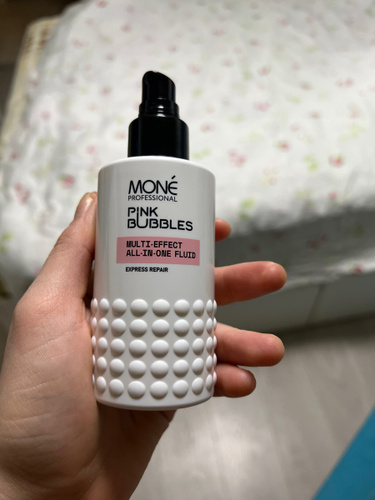 MONÉ
PROFESSIONAL
PINK
BUBBLES
MULTI-EFFECT
ALL-IN-ONE FLUID
EXPRESS REPAIR